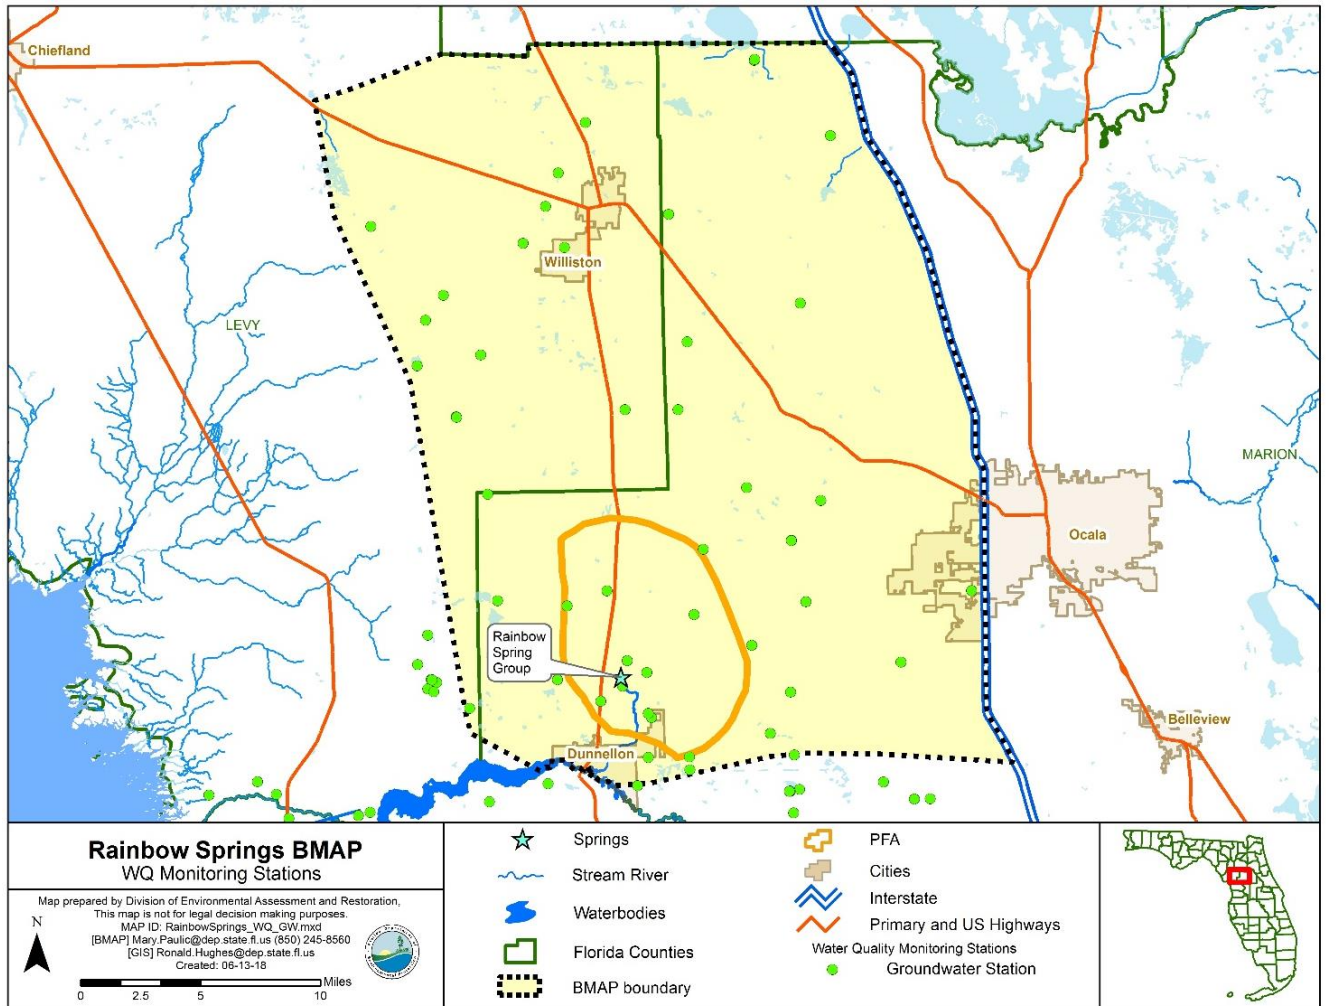 Chiefland
Williston
LEVY
MARION
Ocala
Rainbow
Spring
Group
Belleview
Dunnellon
Rainbow Springs BMAP
WQ Monitoring Stations
Map prepared by Division of Environmental Assessment and Restoration,
This map is not for legal decision making purposes.
MAP ID: RainbowSprings_WQ_GW.mxd
[BMAP] Mary.Paulic@dep.state.fl.us (850) 245-8560
[GIS] Ronald.Hughes@dep.state.fl.us
Created: 06-13-18
N
Miles
0 2.5 5 10
Springs
Stream River
Waterbodies
Florida Counties
BMAP boundary
PFA
Cities
Interstate
Primary and US Highways
Water Quality Monitoring Stations
Groundwater Station